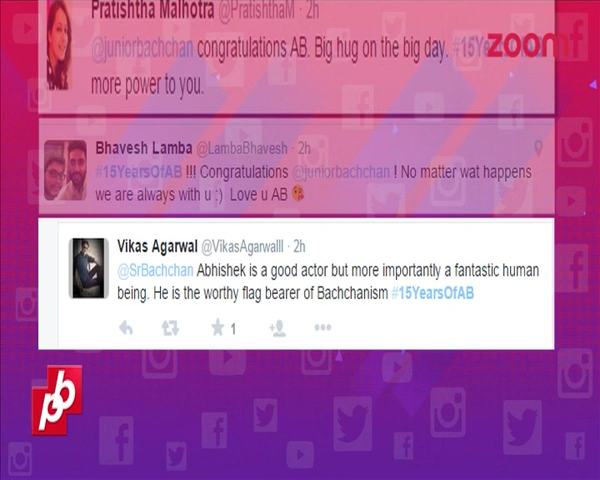 Pratishtha Malhotra @PratishthaM · 2h
@juniorbachchan congratulations AB. Big hug on the big day.
more power to you.
zoom
Bhavesh Lamba @LambaBhavesh · 2h
#15YearsOfAB !!! Congratulations @juniorbachchan ! No matter wat happens
we are always with u :) Love u AB 😘
Vikas Agarwal @VikasAgarwallll · 2h
@SrBachchan Abhishek is a good actor but more importantly a fantastic human
being. He is the worthy flag bearer of Bachchanism #15YearsOfAB
1
pb